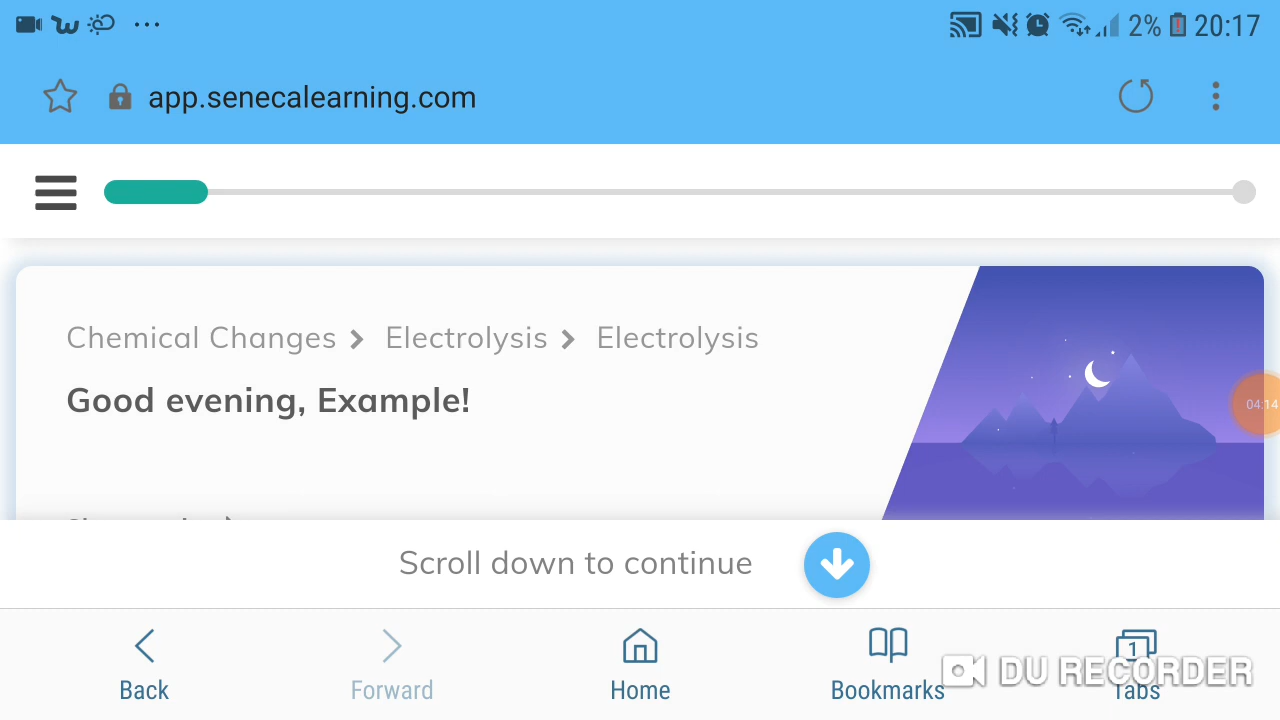 2% 20:17
app.senecalearning.com
Chemical Changes > Electrolysis > Electrolysis
Good evening, Example!
04:14
Scroll down to continue
1
Back Forward Home Bookmarks Tabs
DU RECORDER